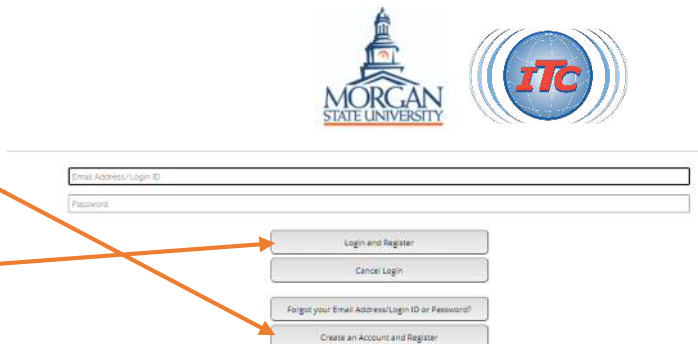 MORGAN
STATE UNIVERSITY
ITC
Email Address/Login ID
Password
Login and Register
Cancel Login
Forgot your Email Address/Login ID or Password?
Create an Account and Register